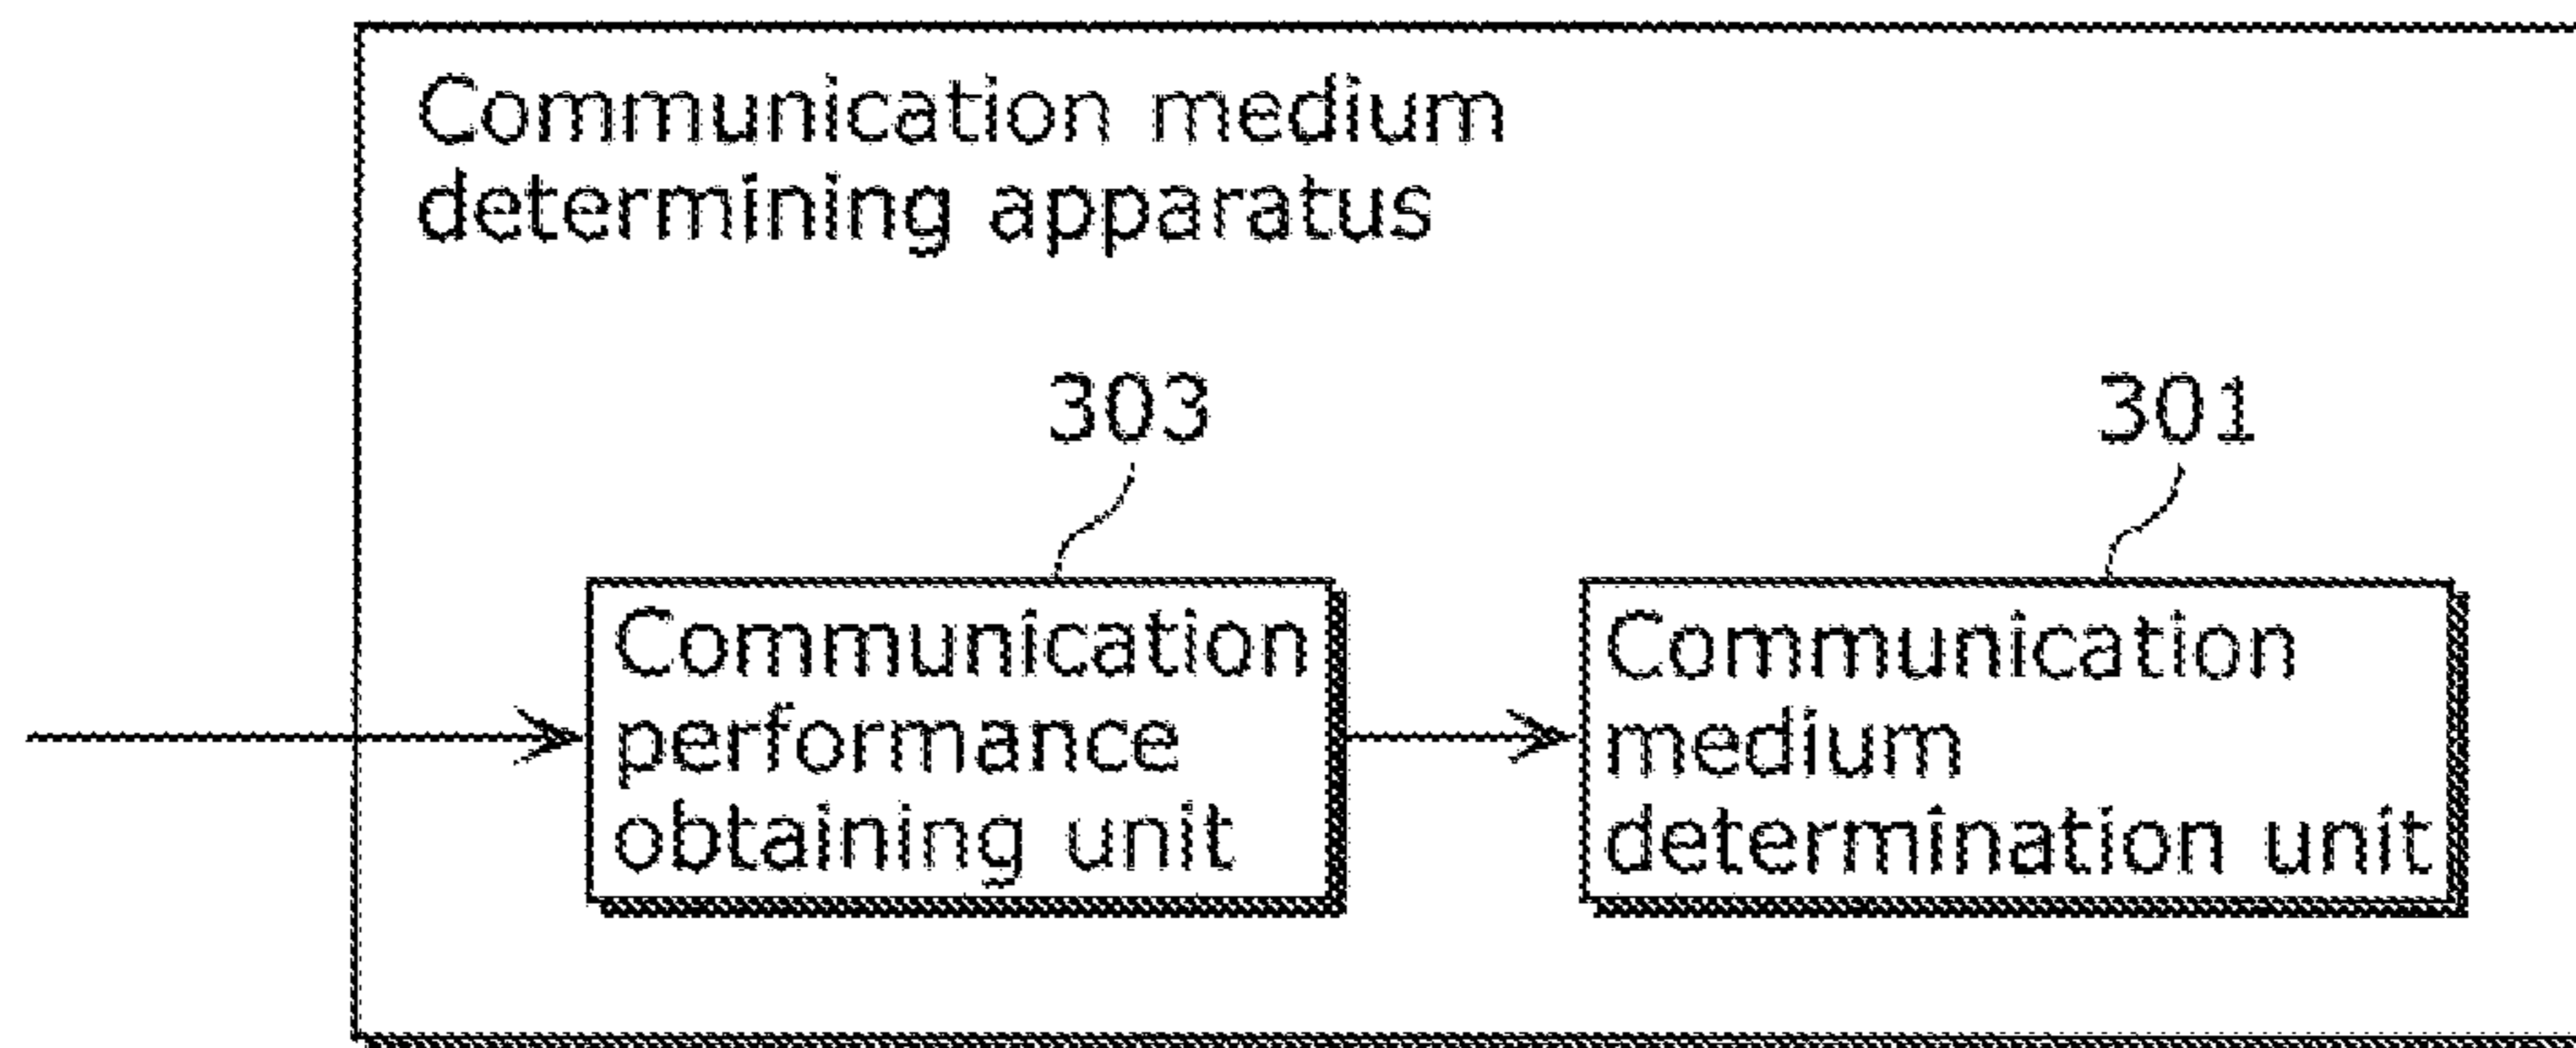 Communication medium
determining apparatus
303
301
Communication
performance
obtaining unit
Communication
medium
determination unit